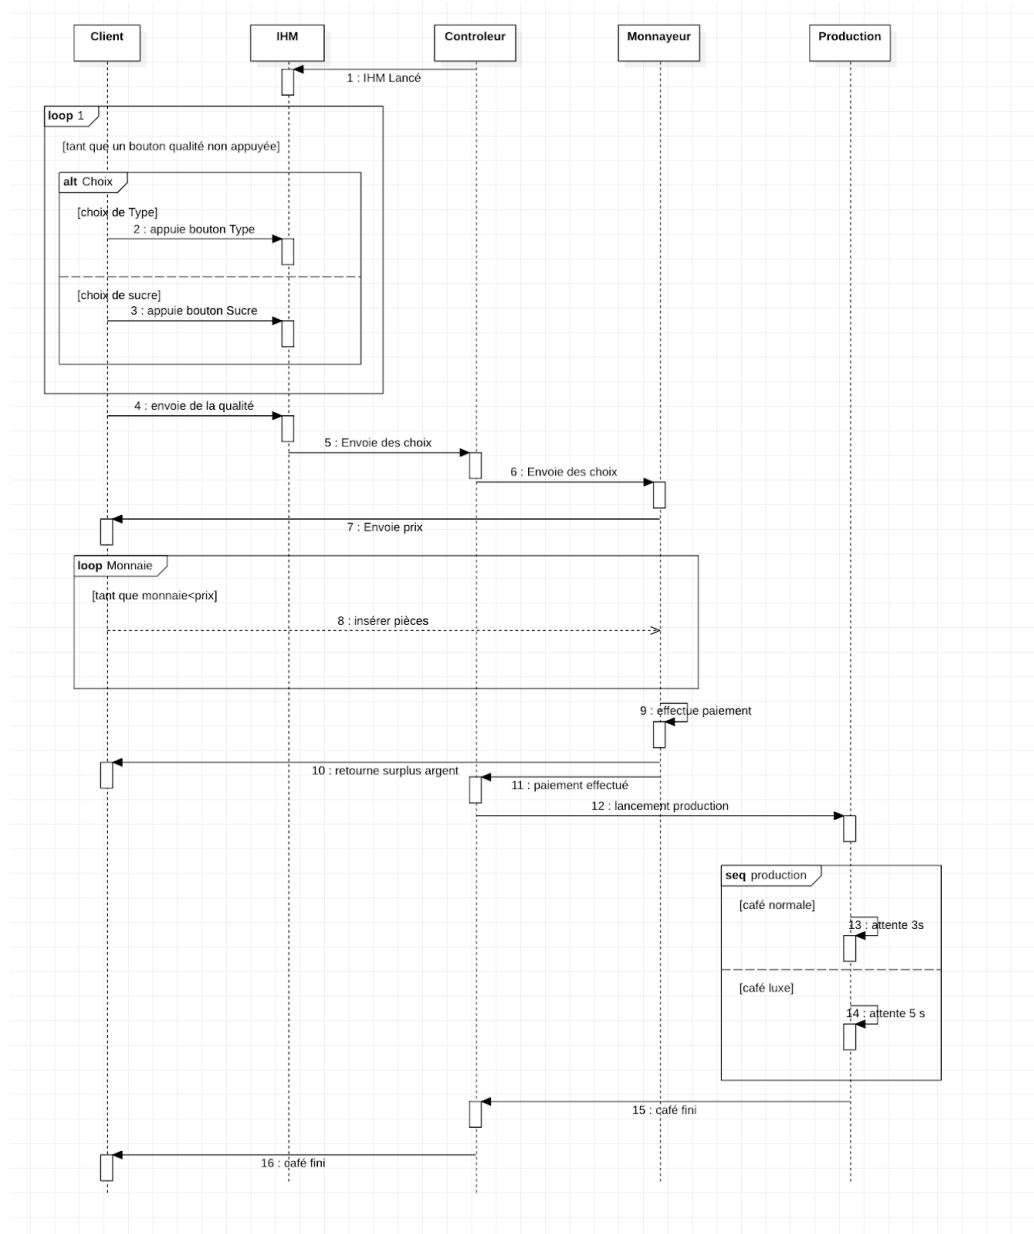 Client
IHM
Controleur
Monnayeur
Production
1 : IHM Lancé
loop 1
[tant que un bouton qualité non appuyée]
alt Choix
[choix de Type]
2 : appuie bouton Type
[choix de sucre]
3 : appuie bouton Sucre
4 : envoie de la qualité
5 : Envoie des choix
6 : Envoie des choix
7 : Envoie prix
loop Monnaie
[tant que monnaie<prix]
8 : insérer pièces
9 : effectue paiement
10 : retourne surplus argent
11 : paiement effectué
12 : lancement production
seq production
[café normale]
13 : attente 3s
[café luxe]
14 : attente 5 s
15 : café fini
16 : café fini